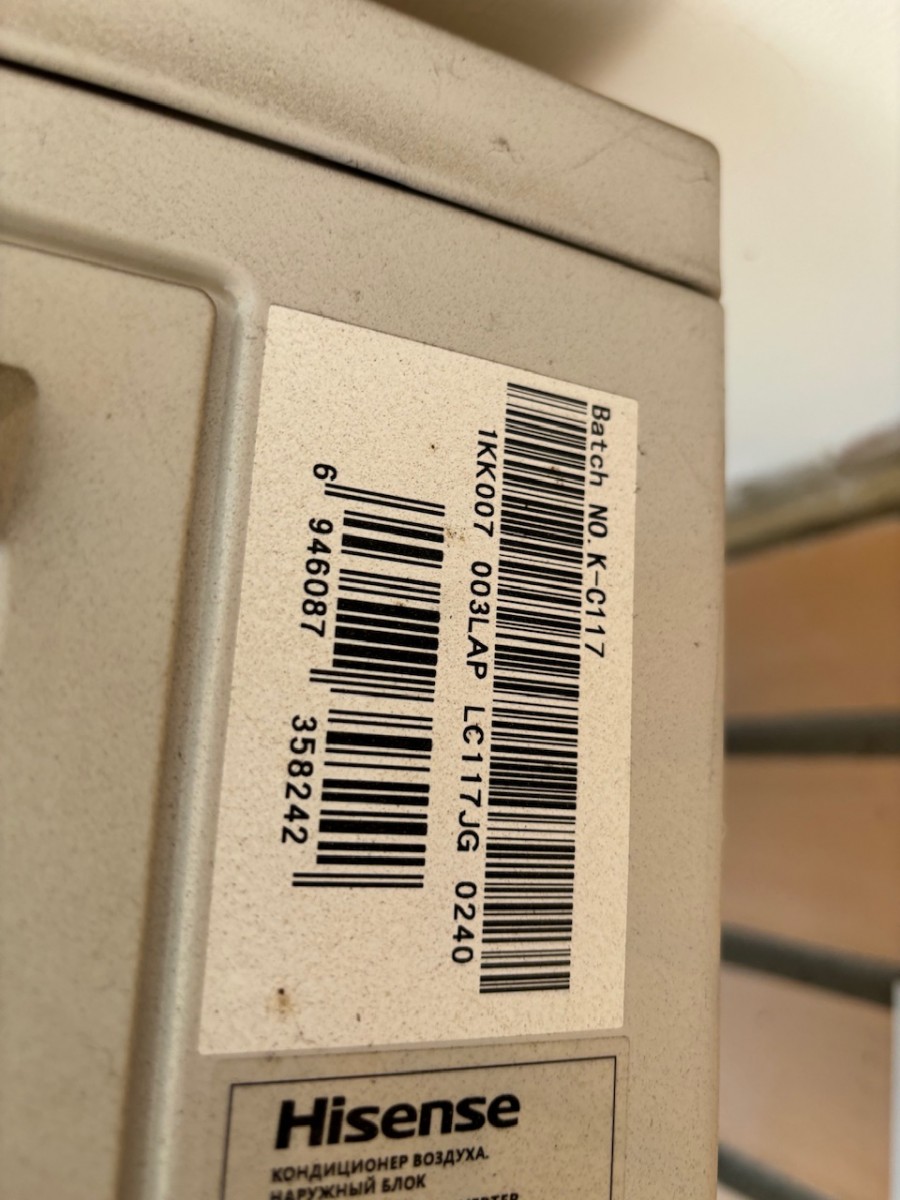 Batch NO. K-C117
1KK007 003LAP LC117JG 0240
6 946087 358242
Hisense
КОНДИЦИОНЕР ВОЗДУХА.
НАРУЖНЫЙ БЛОК